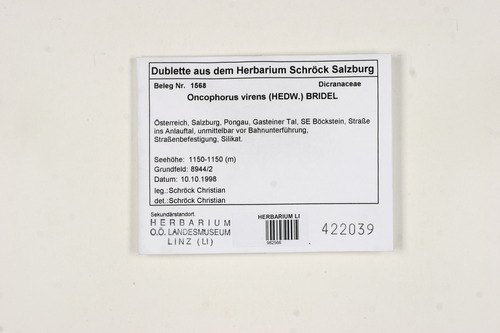 Dublette aus dem Herbarium Schröck Salzburg
Beleg Nr. 1568 Dicranaceae
Oncophorus virens (HEDW.) BRIDEL
Österreich, Salzburg, Pongau, Gasteiner Tal, SE Böckstein, Straße
ins Anlauftal, unmittelbar vor Bahnunterführung,
Straßenbefestigung, Silikat.
Seehöhe: 1150-1150 (m)
Grundfeld: 8944/2
Datum: 10.10.1998
leg.:Schröck Christian
det.:Schröck Christian
Sekundärstandort
HERBARIUM
O.Ö. LANDESMUSEUM
LINZ (LI)
HERBARIUM LI
422039